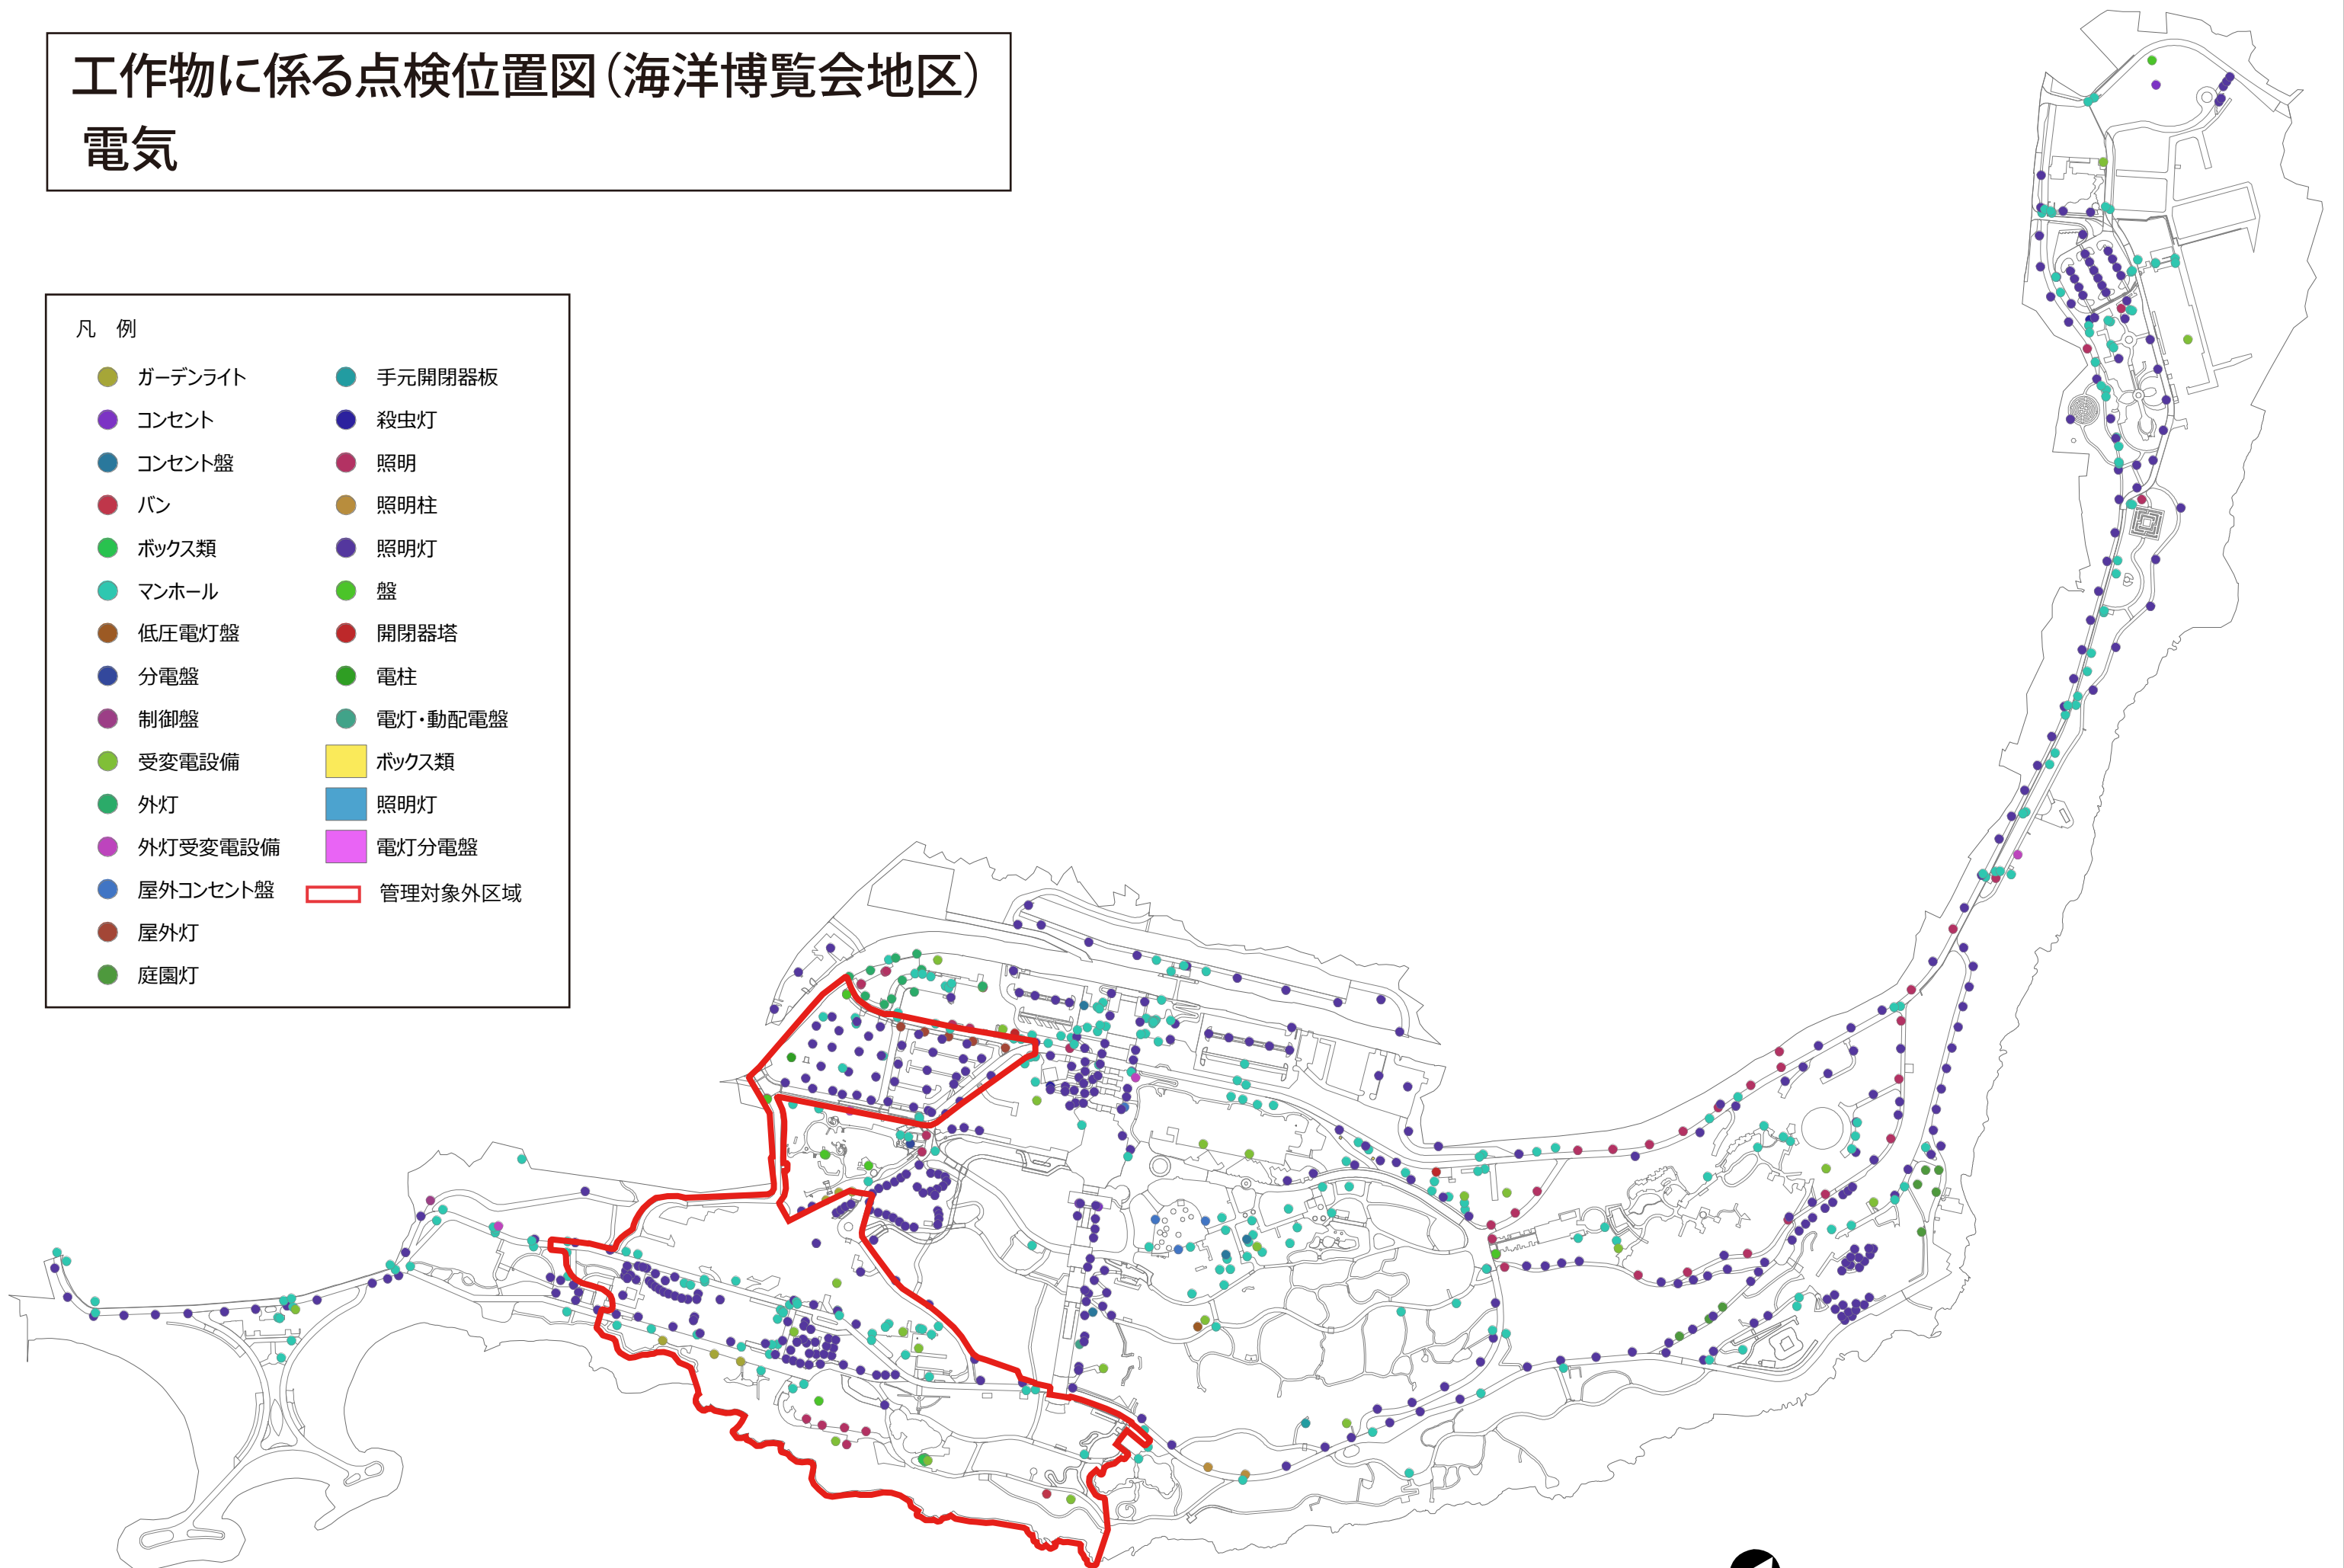 工作物に係る点検位置図（海洋博覧会地区）
電気
凡 例
ガーデンライト
コンセント
コンセント盤
バン
ボックス類
マンホール
低圧電灯盤
分電盤
制御盤
受変電設備
外灯
外灯受変電設備
屋外コンセント盤
屋外灯
庭園灯
手元開閉器板
殺虫灯
照明
照明柱
照明灯
盤
開閉器塔
電柱
電灯・動配電盤
ボックス類
照明灯
電灯分電盤
管理対象外区域